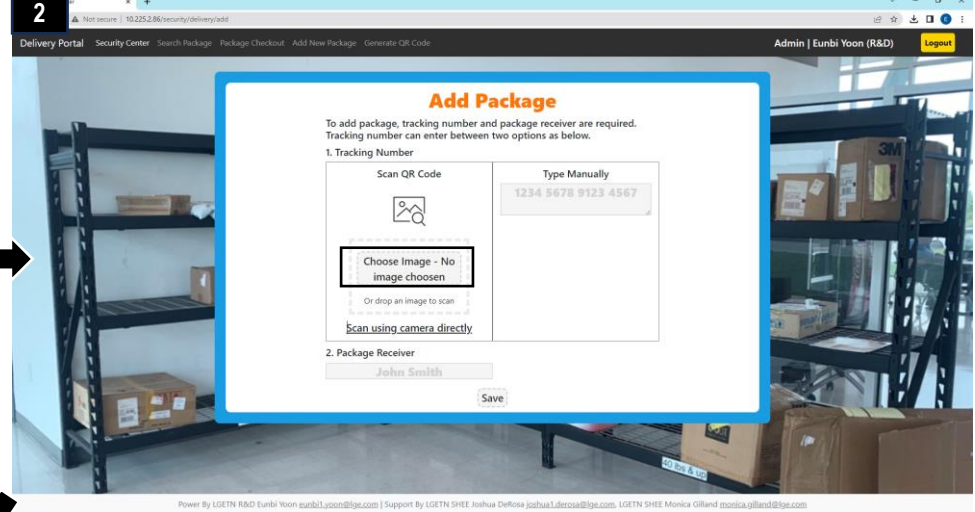 2
Not secure | 10.225.2.86/security/delivery/add
Delivery Portal Security Center Search Package Package Checkout Add New Package Generate QR Code
Admin | Eunbi Yoon (R&D) Logout
Add Package
To add package, tracking number and package receiver are required.
Tracking number can enter between two options as below.
1. Tracking Number
Scan QR Code
Type Manually
1234 5678 9123 4567
Choose Image - No
image choosen
Or drop an image to scan
Scan using camera directly
2. Package Receiver
John Smith
Save
3M
40 lbs & up
Power By LGETN R&D Eunbi Yoon eunbi1.yoon@lge.com | Support By LGETN SHEE Joshua DeRosa joshua1.derosa@lge.com, LGETN SHEE Monica Gilland monica.gilland@lge.com